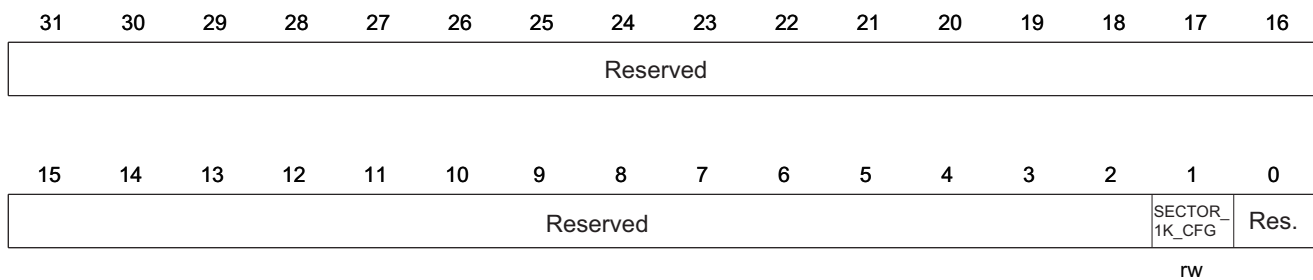 31 30 29 28 27 26 25 24 23 22 21 20 19 18 17 16
Reserved
15 14 13 12 11 10 9 8 7 6 5 4 3 2 1 0
Reserved
SECTOR_
1K_CFG
Res.
rw